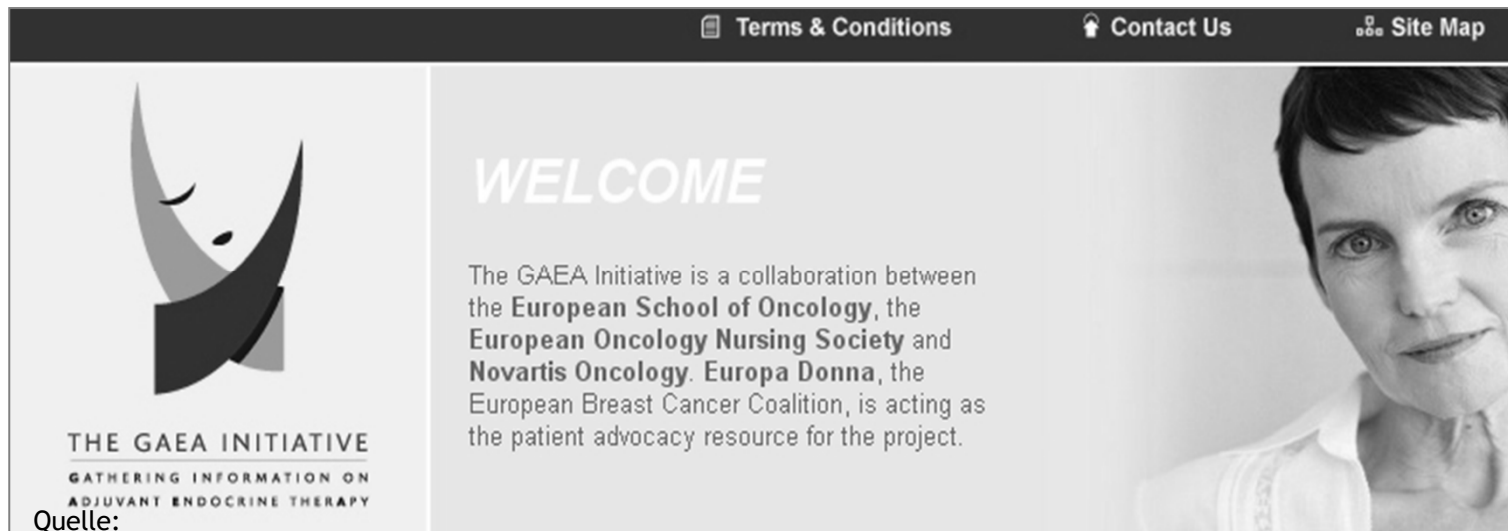 Terms & Conditions
Contact Us
Site Map
WELCOME
The GAEA Initiative is a collaboration between
the European School of Oncology, the
European Oncology Nursing Society and
Novartis Oncology. Europa Donna, the
European Breast Cancer Coalition, is acting as
the patient advocacy resource for the project.
THE GAEA INITIATIVE
GATHERING INFORMATION ON
ADJUVANT ENDOCRINE THERAPY
Quelle: